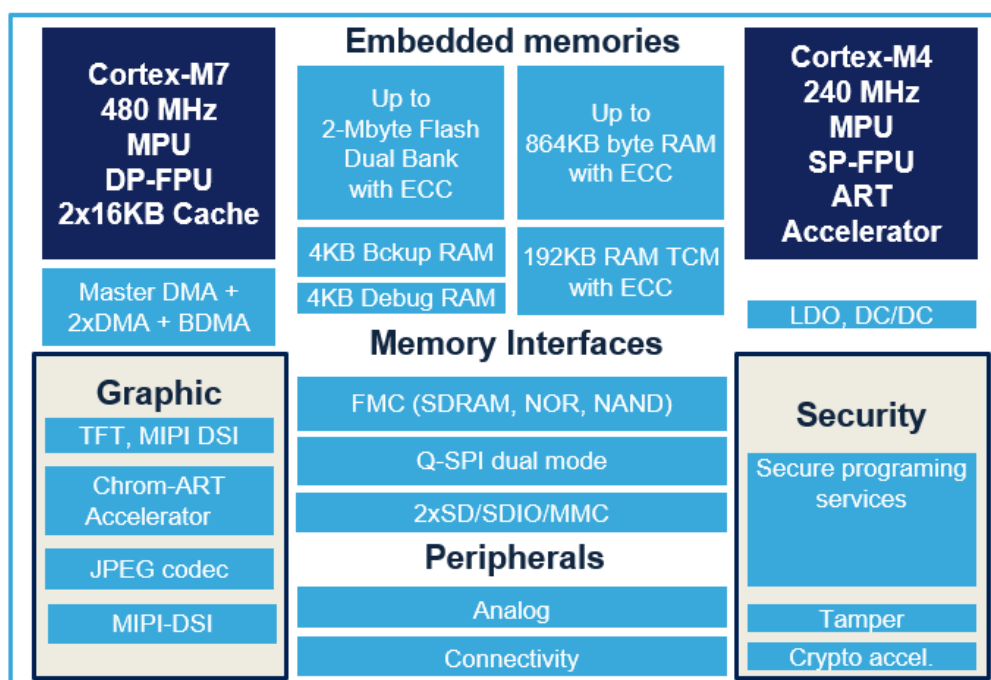 Cortex-M7
480 MHz
MPU
DP-FPU
2x16KB Cache
Master DMA +
2xDMA + BDMA
Graphic
TFT, MIPI DSI
Chrom-ART
Accelerator
JPEG codec
MIPI-DSI
Embedded memories
Up to
2-Mbyte Flash
Dual Bank
with ECC
Up to
864KB byte RAM
with ECC
4KB Bckup RAM
4KB Debug RAM
192KB RAM TCM
with ECC
Memory Interfaces
FMC (SDRAM, NOR, NAND)
Q-SPI dual mode
2xSD/SDIO/MMC
Peripherals
Analog
Connectivity
Cortex-M4
240 MHz
MPU
SP-FPU
ART
Accelerator
LDO, DC/DC
Security
Secure programing
services
Tamper
Crypto accel.